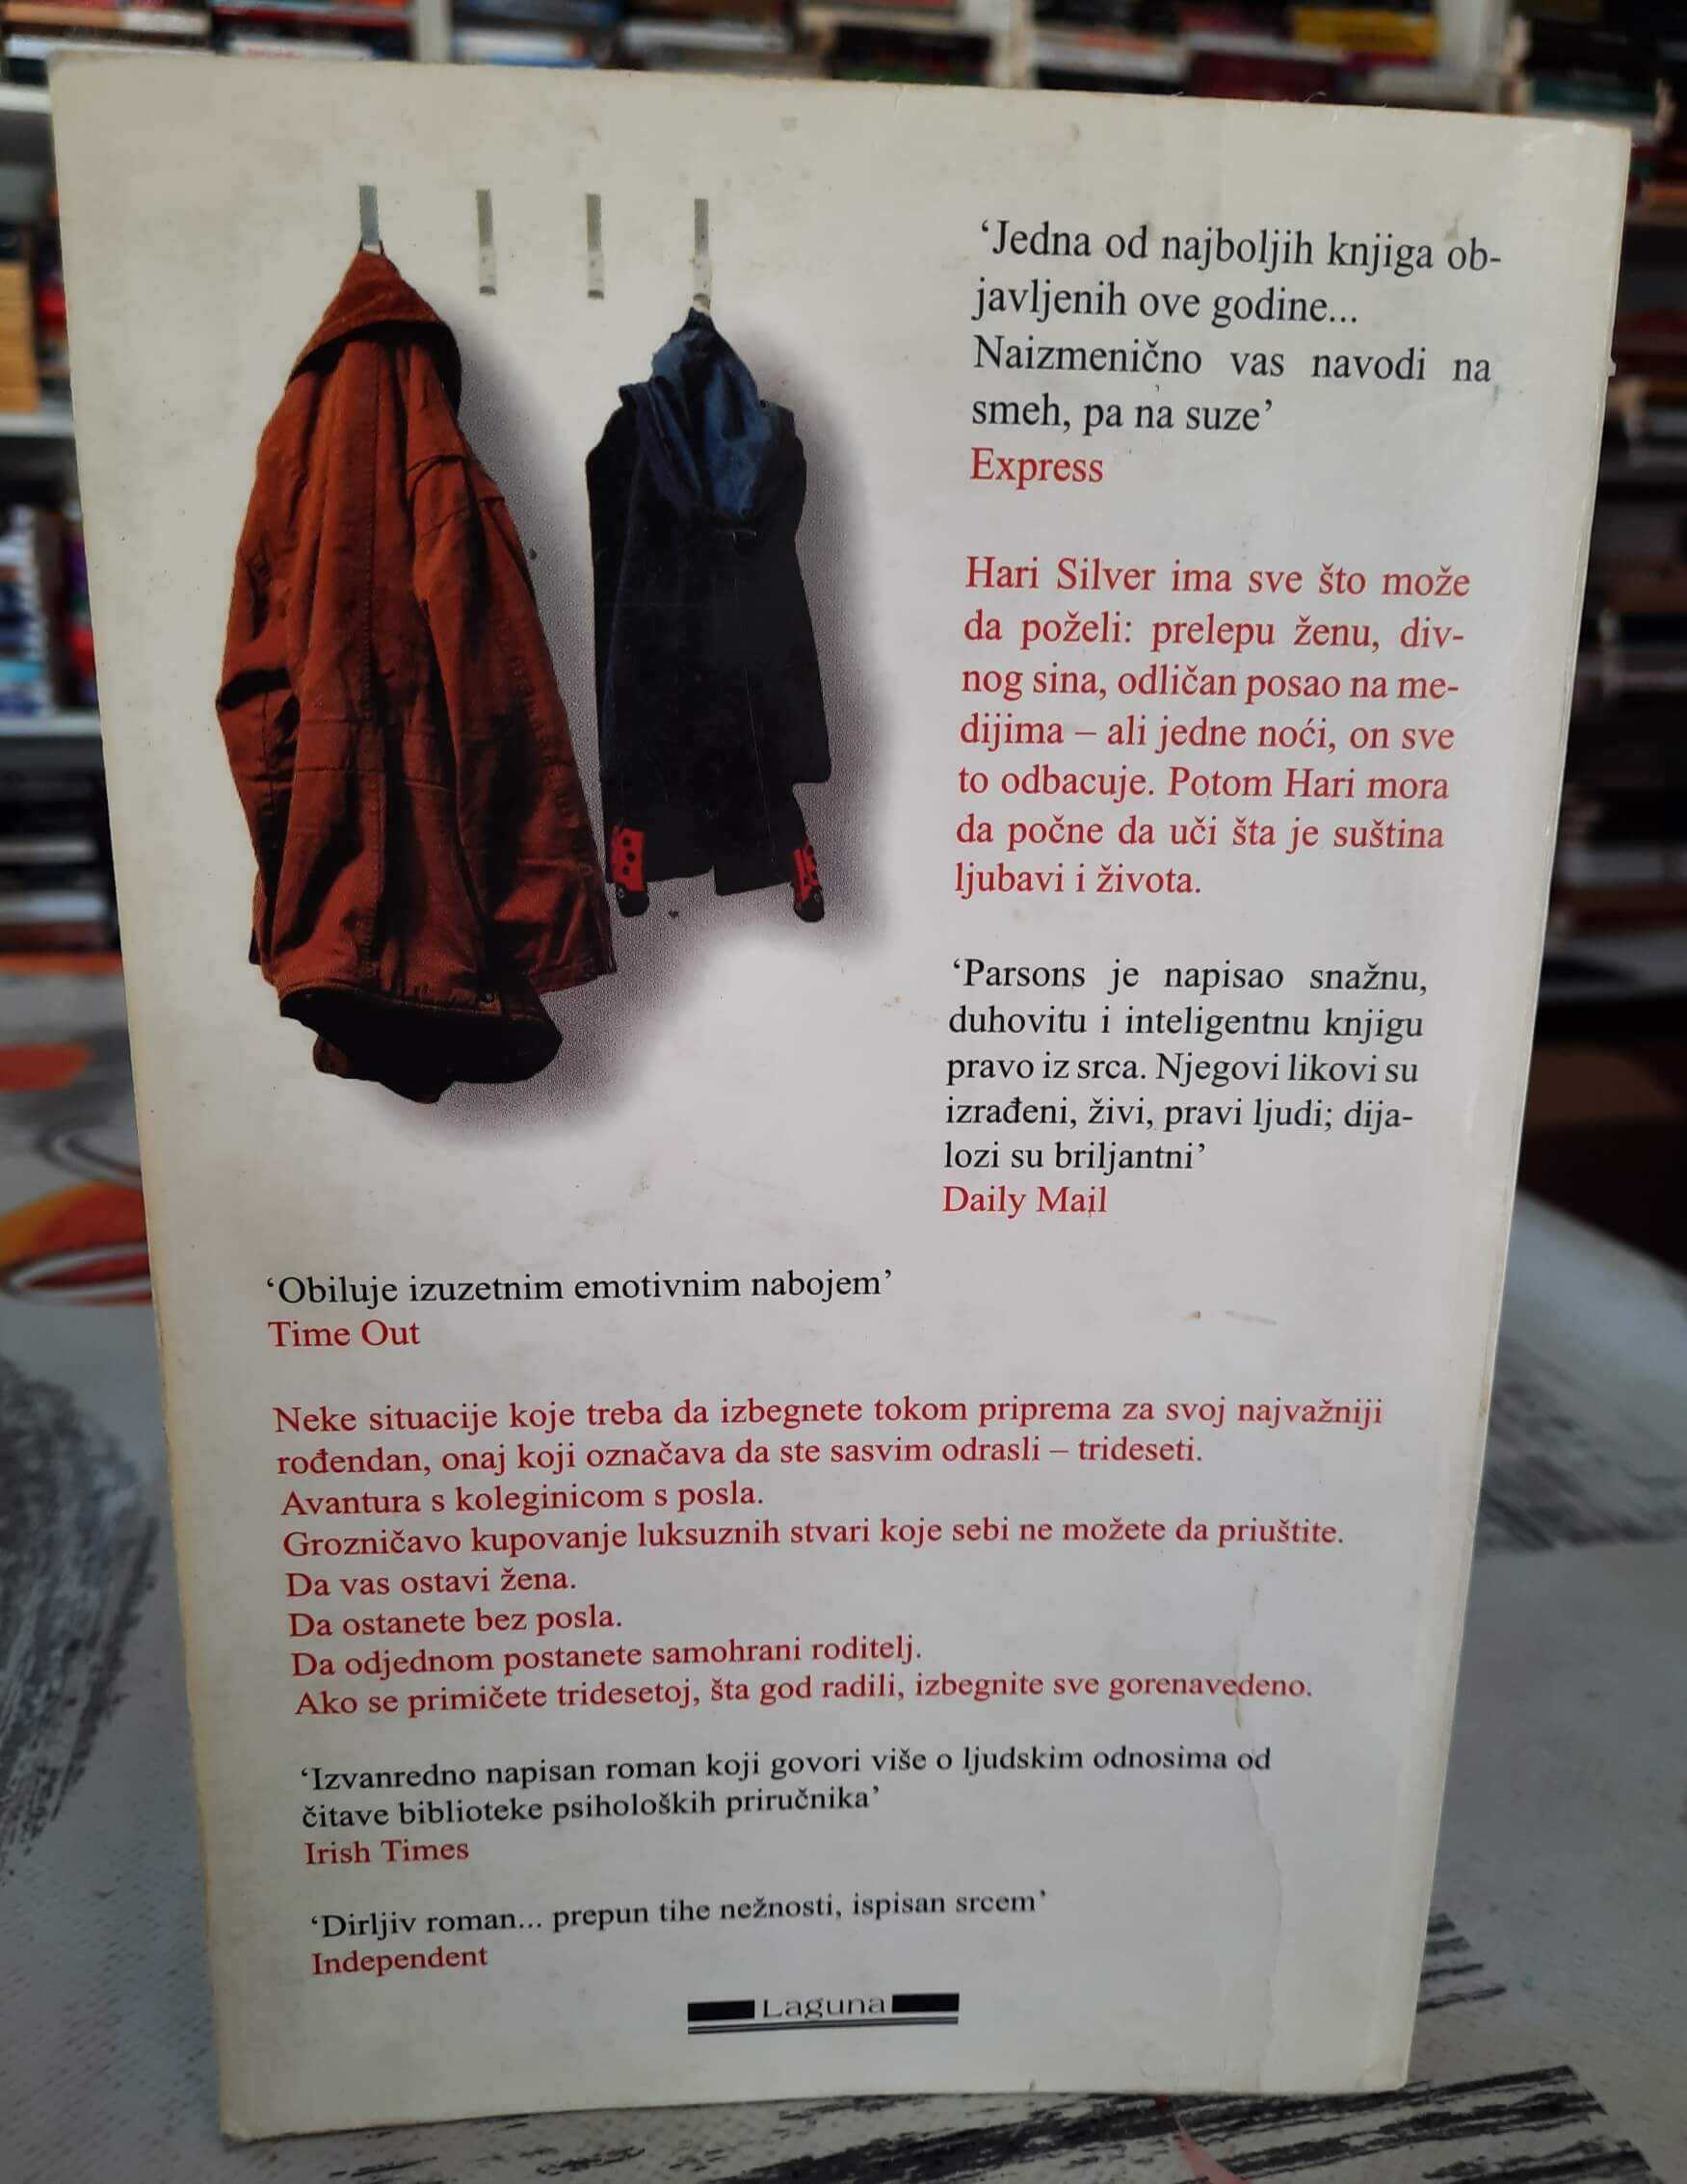 ‘Jedna od najboljih knjiga ob-
javljenih ove godine...
Naizmenično vas navodi na
smeh, pa na suze’
Express
Hari Silver ima sve što može
da poželi: prelepu ženu, div-
nog sina, odličan posao na me-
dijima – ali jedne noći, on sve
to odbacuje. Potom Hari mora
da počne da uči šta je suština
ljubavi i života.
‘Parsons je napisao snažnu,
duhovitu i inteligentnu knjigu
pravo iz srca. Njegovi likovi su
izrađeni, živi, pravi ljudi; dija-
lozi su briljantni’
Daily Mail
‘Obiluje izuzetnim emotivnim nabojem’
Time Out
Neke situacije koje treba da izbegnete tokom priprema za svoj najvažniji
rođendan, onaj koji označava da ste sasvim odrasli – trideseti.
Avantura s koleginicom s posla.
Grozničavo kupovanje luksuznih stvari koje sebi ne možete da priuštite.
Da vas ostavi žena.
Da ostanete bez posla.
Da odjednom postanete samohrani roditelj.
Ako se primičete tridesetoj, šta god radili, izbegnite sve gorenavedeno.
‘Izvanredno napisan roman koji govori više o ljudskim odnosima od
čitave biblioteke psiholoških priručnika’
Irish Times
‘Dirljiv roman... prepun tihe nežnosti, ispisan srcem’
Independent
Laguna